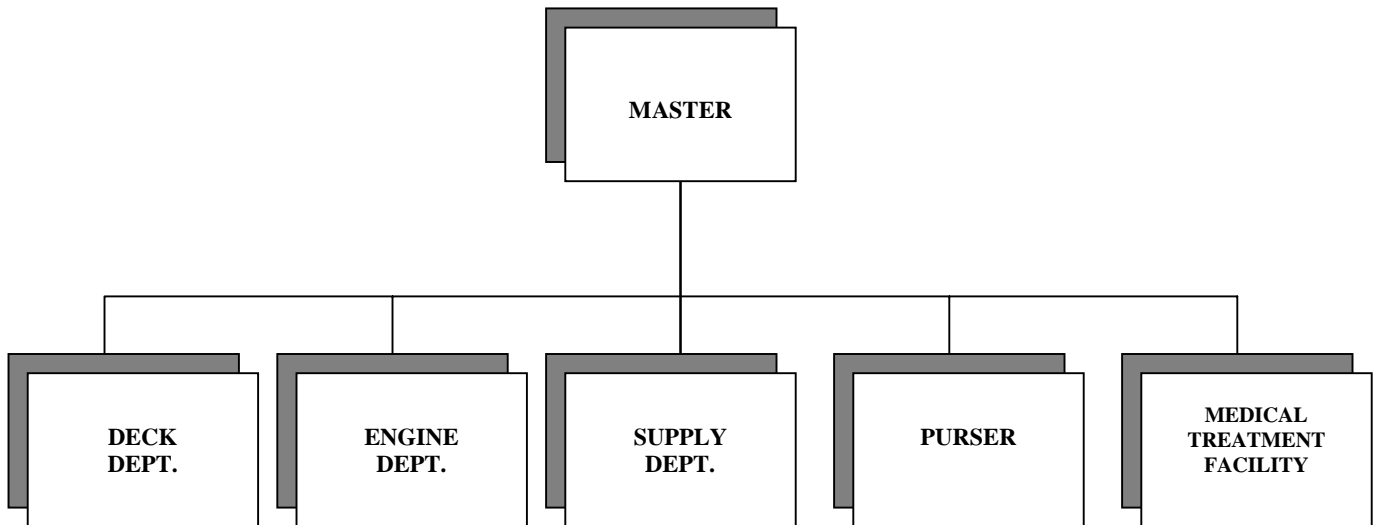 MASTER
DECK
DEPT.
ENGINE
DEPT.
SUPPLY
DEPT.
PURSER
MEDICAL
TREATMENT
FACILITY